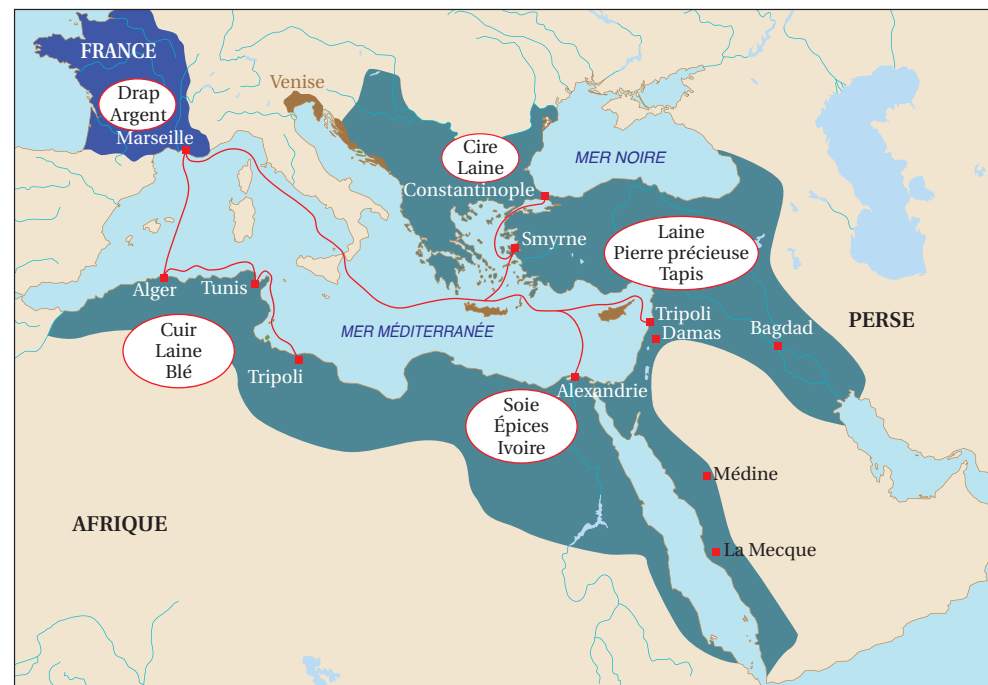 FRANCE
Drap
Argent
Marseille
Venise
Cire
Laine
Constantinople
MER NOIRE
Smyrne
Laine
Pierre précieuse
Tapis
Alger
Tunis
Cuir
Laine
Blé
Tripoli
MER MÉDITERRANÉE
Tripoli
Damas
Bagdad
PERSE
Alexandrie
Soie
Épices
Ivoire
Médine
La Mecque
AFRIQUE